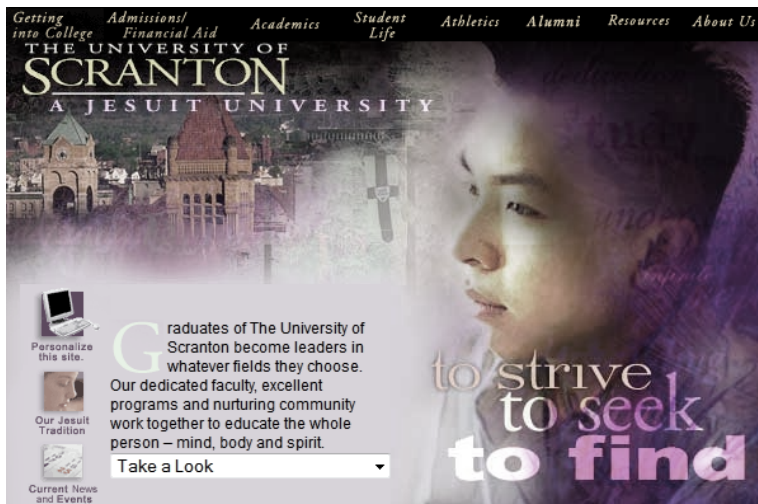 Getting
into College
Admissions/
Financial Aid
Academics
Student
Life
Athletics
Alumni
Resources
About Us
THE UNIVERSITY OF
SCRANTON
A JESUIT UNIVERSITY
Personalize
this site.
Graduates of The University of
Scranton become leaders in
whatever fields they choose.
Our dedicated faculty, excellent
programs and nurturing community
work together to educate the whole
person – mind, body and spirit.
Take a Look
Our Jesuit
Tradition
Current News
and Events
to strive
to seek
to find
dedication
study
infinite